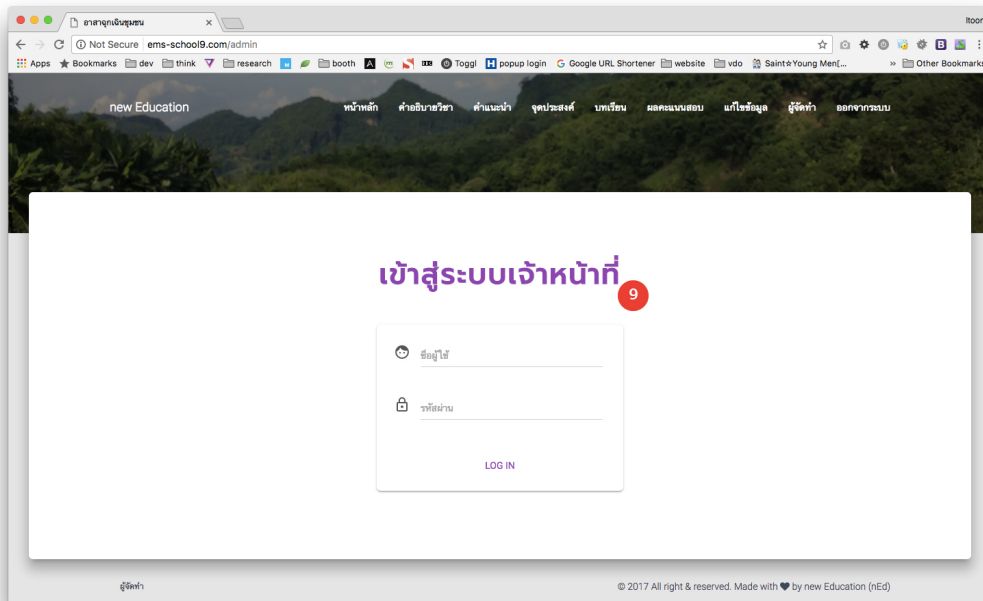 อาสาฉุกเฉินชุมชน
Itoon
Not Secure ems-school9.com/admin
Apps Bookmarks dev think research booth Toggl popup login Google URL Shortener website vdo Saint☆Young Men[... » Other Bookmarks
new Education หน้าหลัก คำอธิบายวิชา คำแนะนำ จุดประสงค์ บทเรียน ผลคะแนนสอบ แก้ไขข้อมูล ผู้จัดทำ ออกจากระบบ
เข้าสู่ระบบเจ้าหน้าที่
9
ชื่อผู้ใช้
รหัสผ่าน
LOG IN
ผู้จัดทำ © 2017 All right & reserved. Made with ♥ by new Education (nEd)